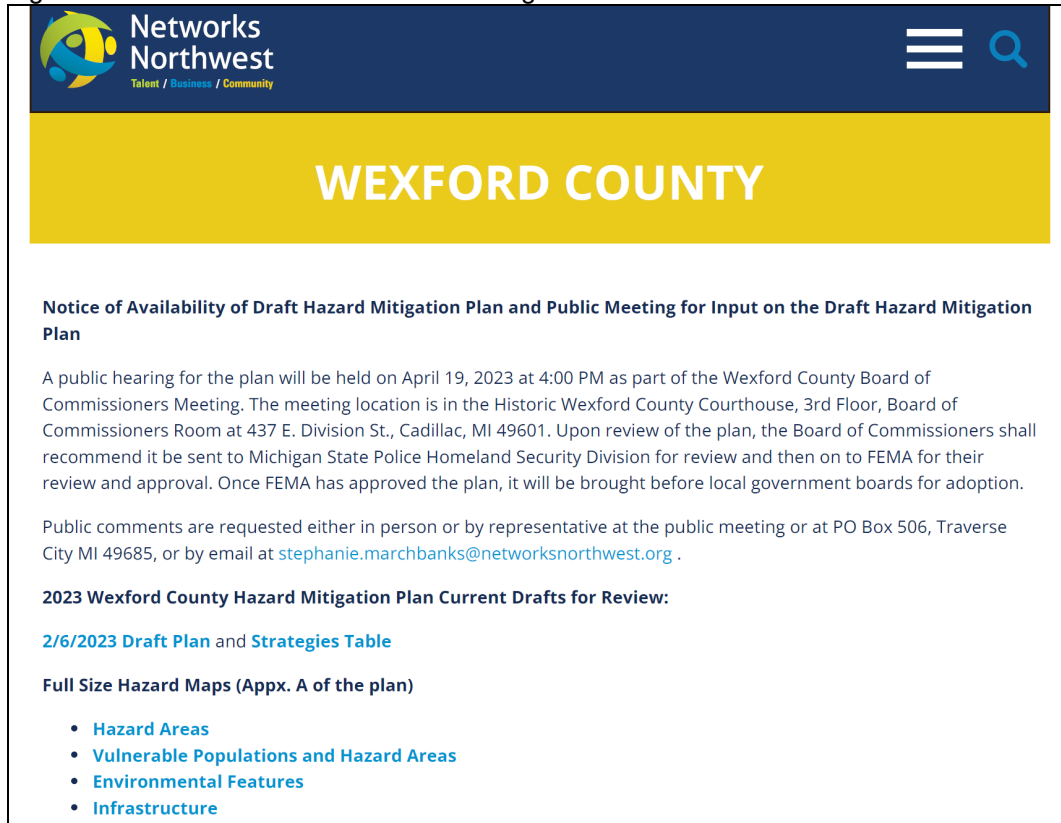 Networks
Northwest
Talent / Business / Community
WEXFORD COUNTY
Notice of Availability of Draft Hazard Mitigation Plan and Public Meeting for Input on the Draft Hazard Mitigation
Plan
A public hearing for the plan will be held on April 19, 2023 at 4:00 PM as part of the Wexford County Board of
Commissioners Meeting. The meeting location is in the Historic Wexford County Courthouse, 3rd Floor, Board of
Commissioners Room at 437 E. Division St., Cadillac, MI 49601. Upon review of the plan, the Board of Commissioners shall
recommend it be sent to Michigan State Police Homeland Security Division for review and then on to FEMA for their
review and approval. Once FEMA has approved the plan, it will be brought before local government boards for adoption.
Public comments are requested either in person or by representative at the public meeting or at PO Box 506, Traverse
City MI 49685, or by email at stephanie.marchbanks@networksnorthwest.org .
2023 Wexford County Hazard Mitigation Plan Current Drafts for Review:
2/6/2023 Draft Plan and Strategies Table
Full Size Hazard Maps (Appx. A of the plan)
• Hazard Areas
• Vulnerable Populations and Hazard Areas
• Environmental Features
• Infrastructure